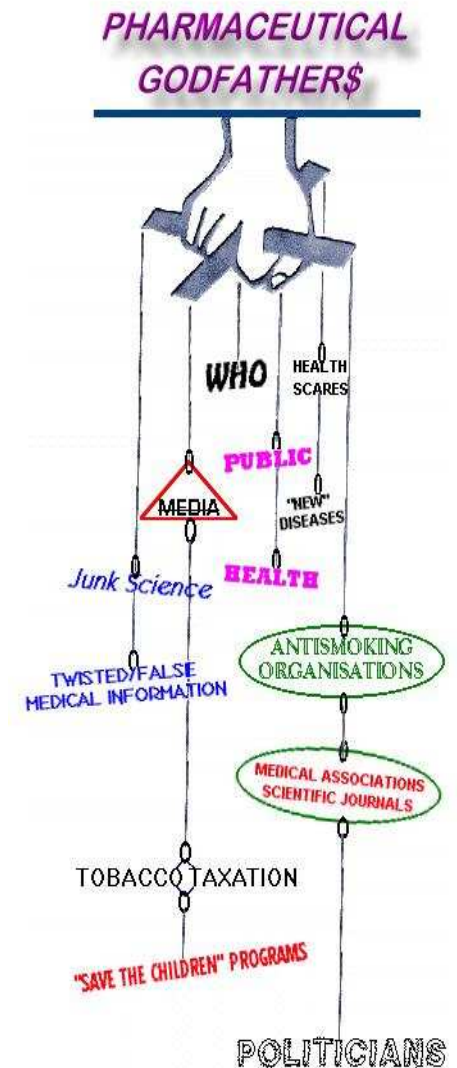 PHARMACEUTICAL
GODFATHER$
WHO
HEALTH
SCARES
PUBLIC
MEDIA
"NEW"
DISEASES
Junk Science
HEALTH
ANTISMOKING
ORGANISATIONS
TWISTED/FALSE
MEDICAL INFORMATION
MEDICAL ASSOCIATIONS
SCIENTIFIC JOURNALS
TOBACCO TAXATION
"SAVE THE CHILDREN" PROGRAMS
POLITICIANS